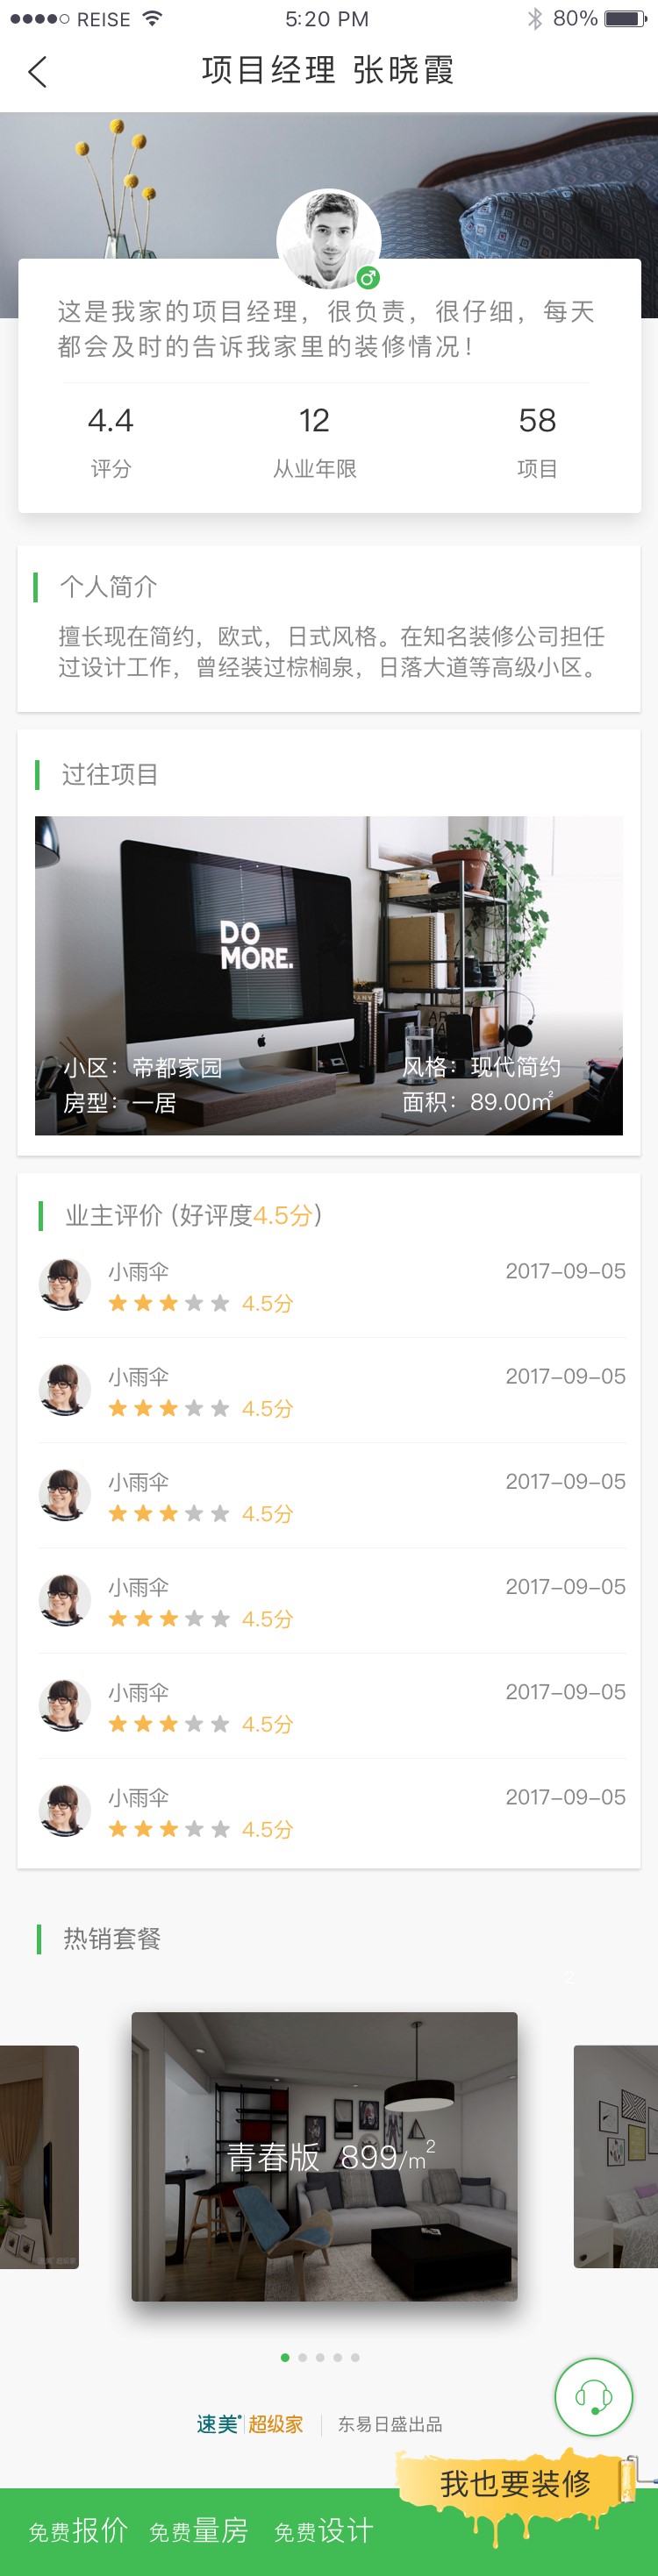 REISE 5:20 PM 80%
项目经理 张晓霞
这是我家的项目经理，很负责，很仔细，每天
都会及时的告诉我家里的装修情况！
4.4 12 58
评分 从业年限 项目
个人简介
擅长现在简约，欧式，日式风格。在知名装修公司担任
过设计工作，曾经装过棕榈泉，日落大道等高级小区。
过往项目
DO
MORE.
小区：帝都家园 风格：现代简约
房型：一居 面积：89.00㎡
业主评价 (好评度4.5分)
小雨伞 2017-09-05
4.5分
小雨伞 2017-09-05
4.5分
小雨伞 2017-09-05
4.5分
小雨伞 2017-09-05
4.5分
小雨伞 2017-09-05
4.5分
小雨伞 2017-09-05
4.5分
热销套餐
2
青春版 899/m²
速美 超级家 东易日盛出品
我也要装修
免费报价 免费量房 免费设计